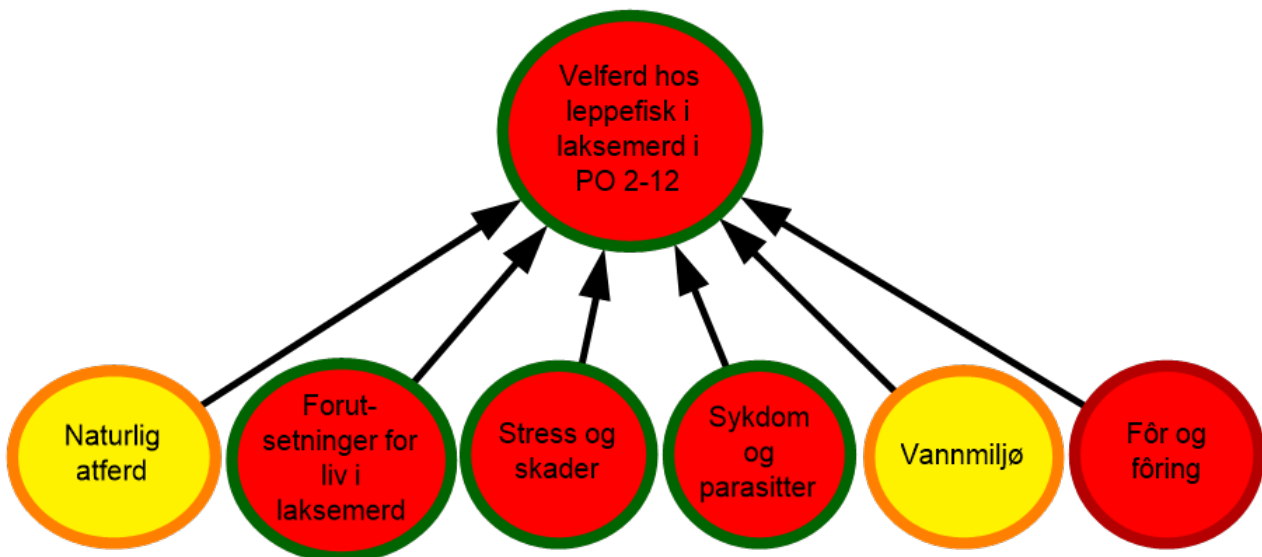 Velferd hos
leppefisk i
laksemerd i
PO 2-12
Naturlig
atferd
Forut-
setninger for
liv i
laksemerd
Stress og
skader
Sykdom
og
parasitter
Vannmiljø
Fôr og
fôring